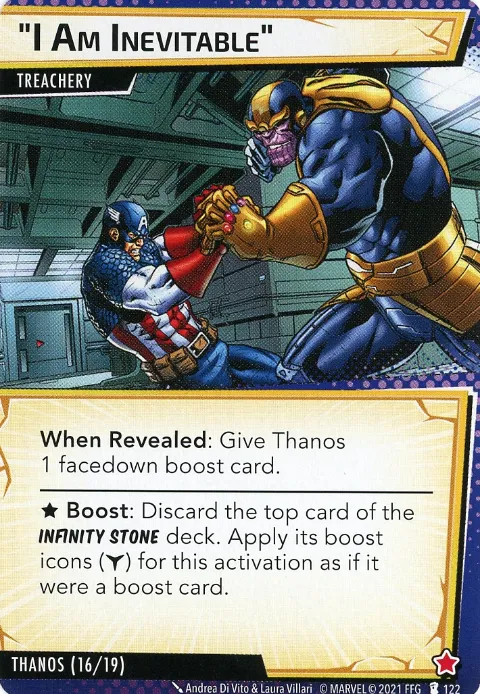 "I Am Inevitable"
TREACHERY
A
When Revealed: Give Thanos
1 facedown boost card.
★ Boost: Discard the top card of the
INFINITY STONE deck. Apply its boost
icons () for this activation as if it
were a boost card.
THANOS (16/19)
Andrea Di Vito & Laura Villari © MARVEL © 2021 FFG 122